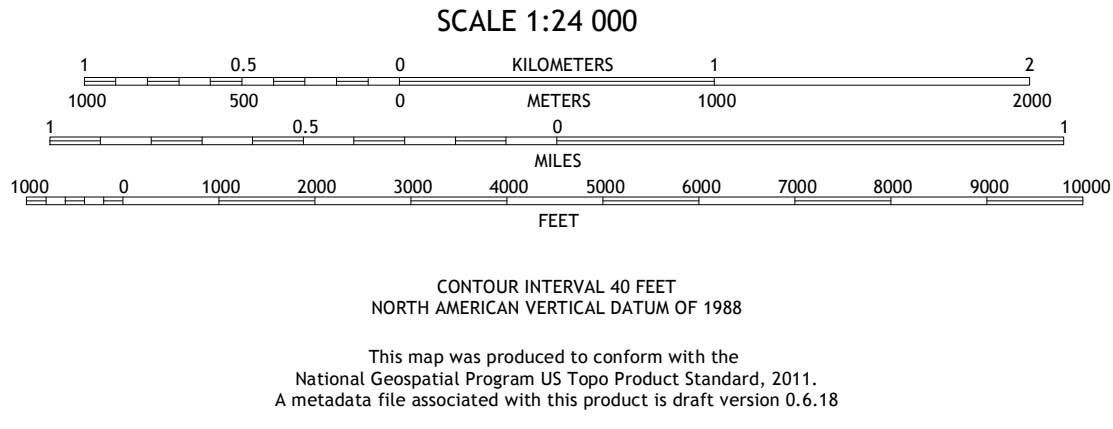 SCALE 1:24 000
1 0.5 0 KILOMETERS 1 2
1000 500 0 METERS 1000 2000
1 0.5 0 1
MILES
1000 0 1000 2000 3000 4000 5000 6000 7000 8000 9000 10000
FEET
CONTOUR INTERVAL 40 FEET
NORTH AMERICAN VERTICAL DATUM OF 1988
This map was produced to conform with the
National Geospatial Program US Topo Product Standard, 2011.
A metadata file associated with this product is draft version 0.6.18